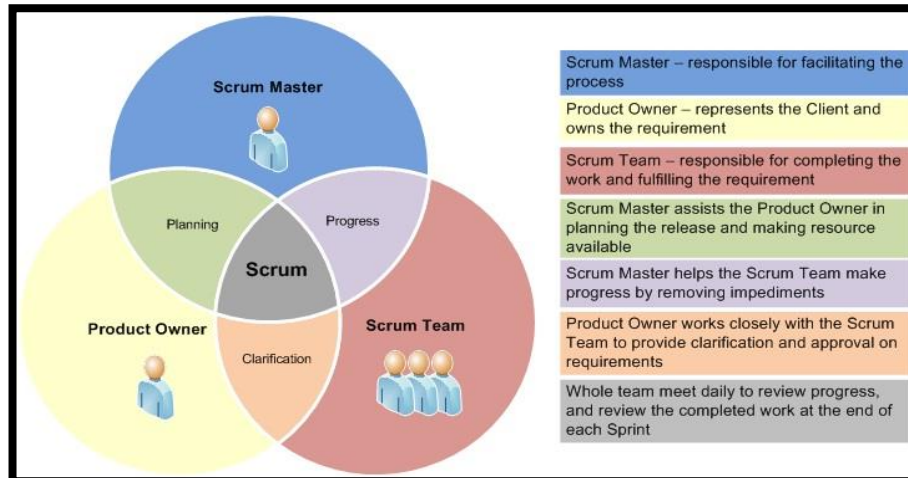 Scrum Master
Planning
Progress
Scrum
Product Owner
Scrum Team
Clarification
Scrum Master – responsible for facilitating the
process
Product Owner – represents the Client and
owns the requirement
Scrum Team – responsible for completing the
work and fulfilling the requirement
Scrum Master assists the Product Owner in
planning the release and making resource
available
Scrum Master helps the Scrum Team make
progress by removing impediments
Product Owner works closely with the Scrum
Team to provide clarification and approval on
requirements
Whole team meet daily to review progress,
and review the completed work at the end of
each Sprint